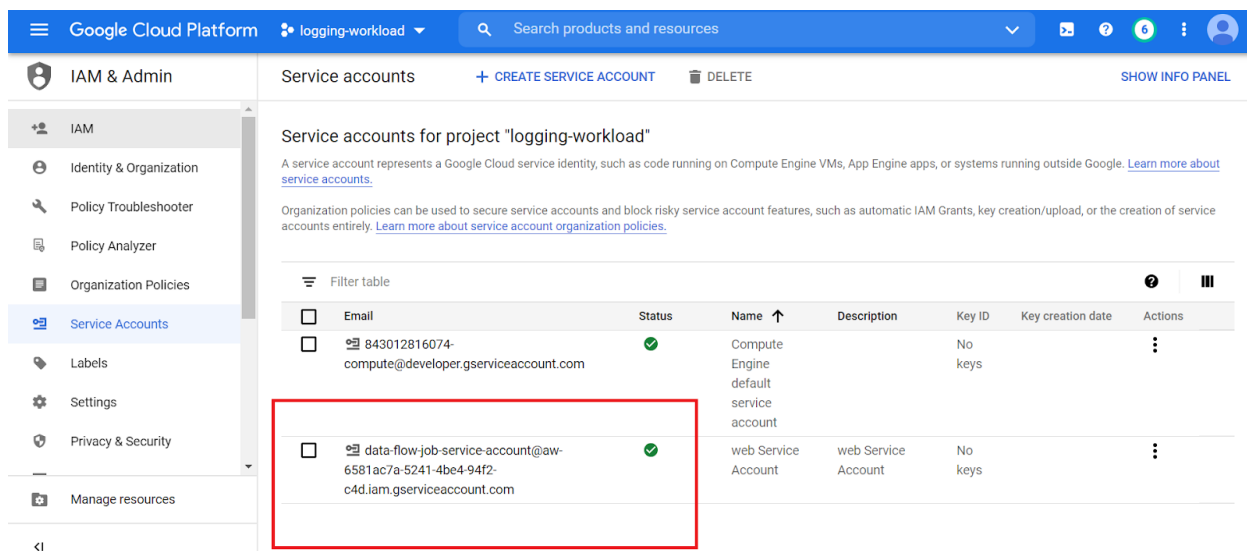 Google Cloud Platform
logging-workload
Search products and resources
6
IAM & Admin
Service accounts
+ CREATE SERVICE ACCOUNT
DELETE
SHOW INFO PANEL
IAM
Identity & Organization
Policy Troubleshooter
Policy Analyzer
Organization Policies
Service Accounts
Labels
Settings
Privacy & Security
Manage resources
Service accounts for project "logging-workload"
A service account represents a Google Cloud service identity, such as code running on Compute Engine VMs, App Engine apps, or systems running outside Google. Learn more about
service accounts.
Organization policies can be used to secure service accounts and block risky service account features, such as automatic IAM Grants, key creation/upload, or the creation of service
accounts entirely. Learn more about service account organization policies.
Filter table
Email Status Name Description Key ID Key creation date Actions
843012816074-
compute@developer.gserviceaccount.com
Compute
Engine
default
service
account
No
keys
data-flow-job-service-account@aw-
6581ac7a-5241-4be4-94f2-
c4d.iam.gserviceaccount.com
web Service
Account
web Service
Account
No
keys